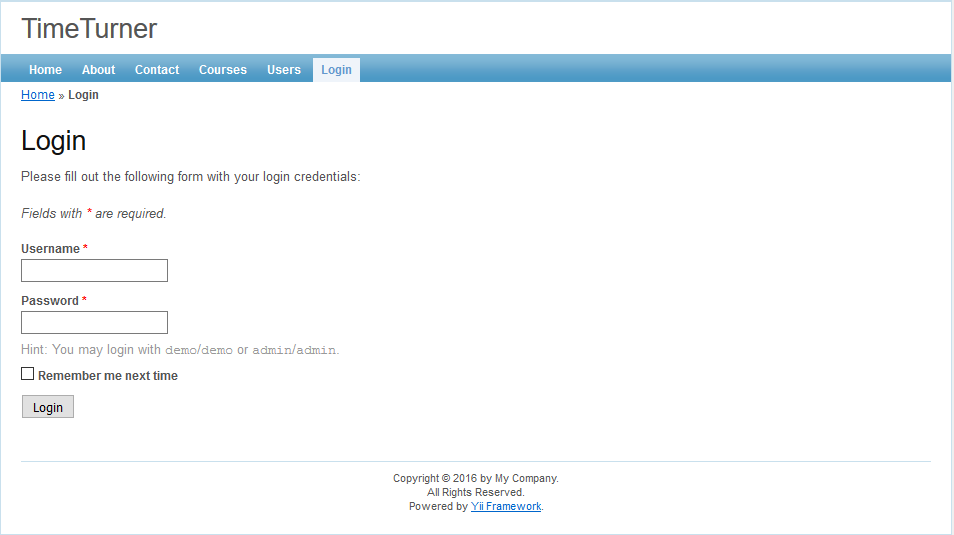 TimeTurner
Home About Contact Courses Users Login
Home » Login
Login
Please fill out the following form with your login credentials:
Fields with * are required.
Username *
Password *
Hint: You may login with demo/demo or admin/admin.
Remember me next time
Login
Copyright © 2016 by My Company.
All Rights Reserved.
Powered by Yii Framework.